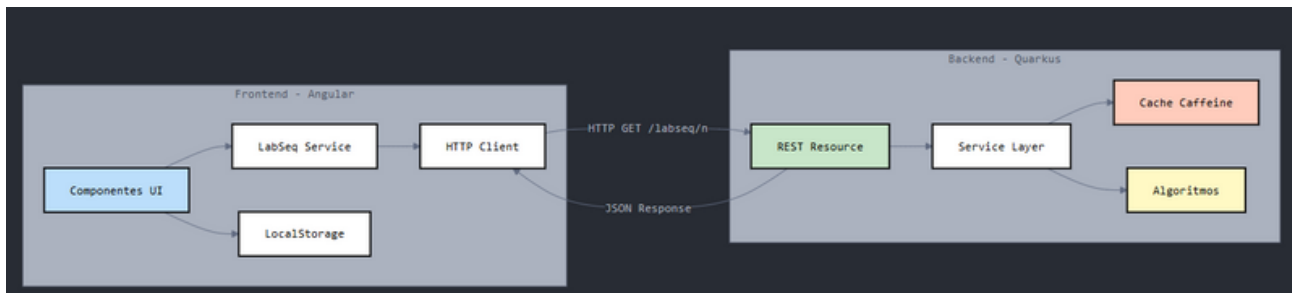 Frontend - Angular
Componentes UI
LabSeq Service
LocalStorage
HTTP Client
HTTP GET /labseq/n
JSON Response
Backend - Quarkus
REST Resource
Service Layer
Cache Caffeine
Algoritmos